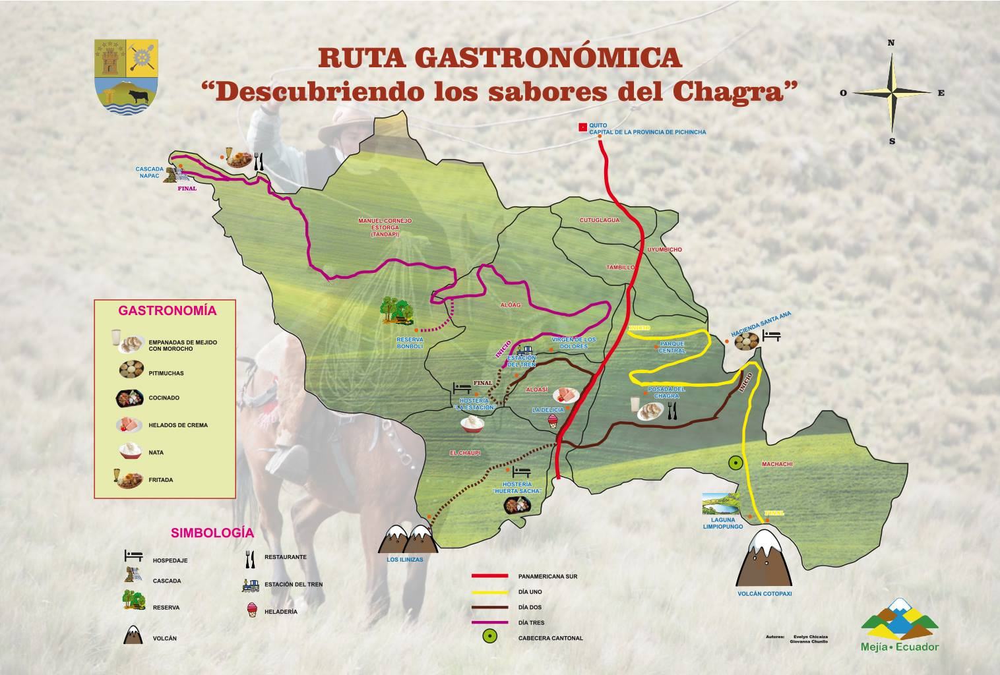 RUTA GASTRONÓMICA
“Descubriendo los sabores del Chagra”
N
O
E
S
QUITO
CAPITAL DE LA PROVINCIA DE PICHINCHA
CASCADA
NAPAC
FINAL
MANUEL CORNEJO
ESTORGA
(TANDAPI)
CUTUGLAGUA
UYUMBICHO
TAMBILLO
ALÓAG
RESERVA
BONBOLÍ
INICIO
VIRGEN DE LOS
DOLORES
ESTACIÓN
DEL TREN
INICIO
PARQUE
CENTRAL
HACIENDA SANTA ANA
FINAL
HOSTERÍA
"LA ESTACIÓN"
ALOASÍ
LA DELICIA
POSADA DEL
CHAGRA
INICIO
EL CHAUPI
HOSTERÍA
"HUERTA SACHA"
MACHACHI
LAGUNA
LIMPIOPUNGO
FINAL
LOS ILINIZAS
VOLCÁN COTOPAXI
GASTRONOMÍA
EMPANADAS DE MEJIDO
CON MOROCHO
PITIMUCHAS
COCINADO
HELADOS DE CREMA
NATA
FRITADA
SIMBOLOGÍA
HOSPEDAJE
CASCADA
RESERVA
VOLCÁN
RESTAURANTE
ESTACIÓN DEL TREN
HELADERÍA
PANAMERICANA SUR
DÍA UNO
DÍA DOS
DÍA TRES
CABECERA CANTONAL
Autores: Evelyn Chicaiza
Giovanna Chunllo
Mejía • Ecuador